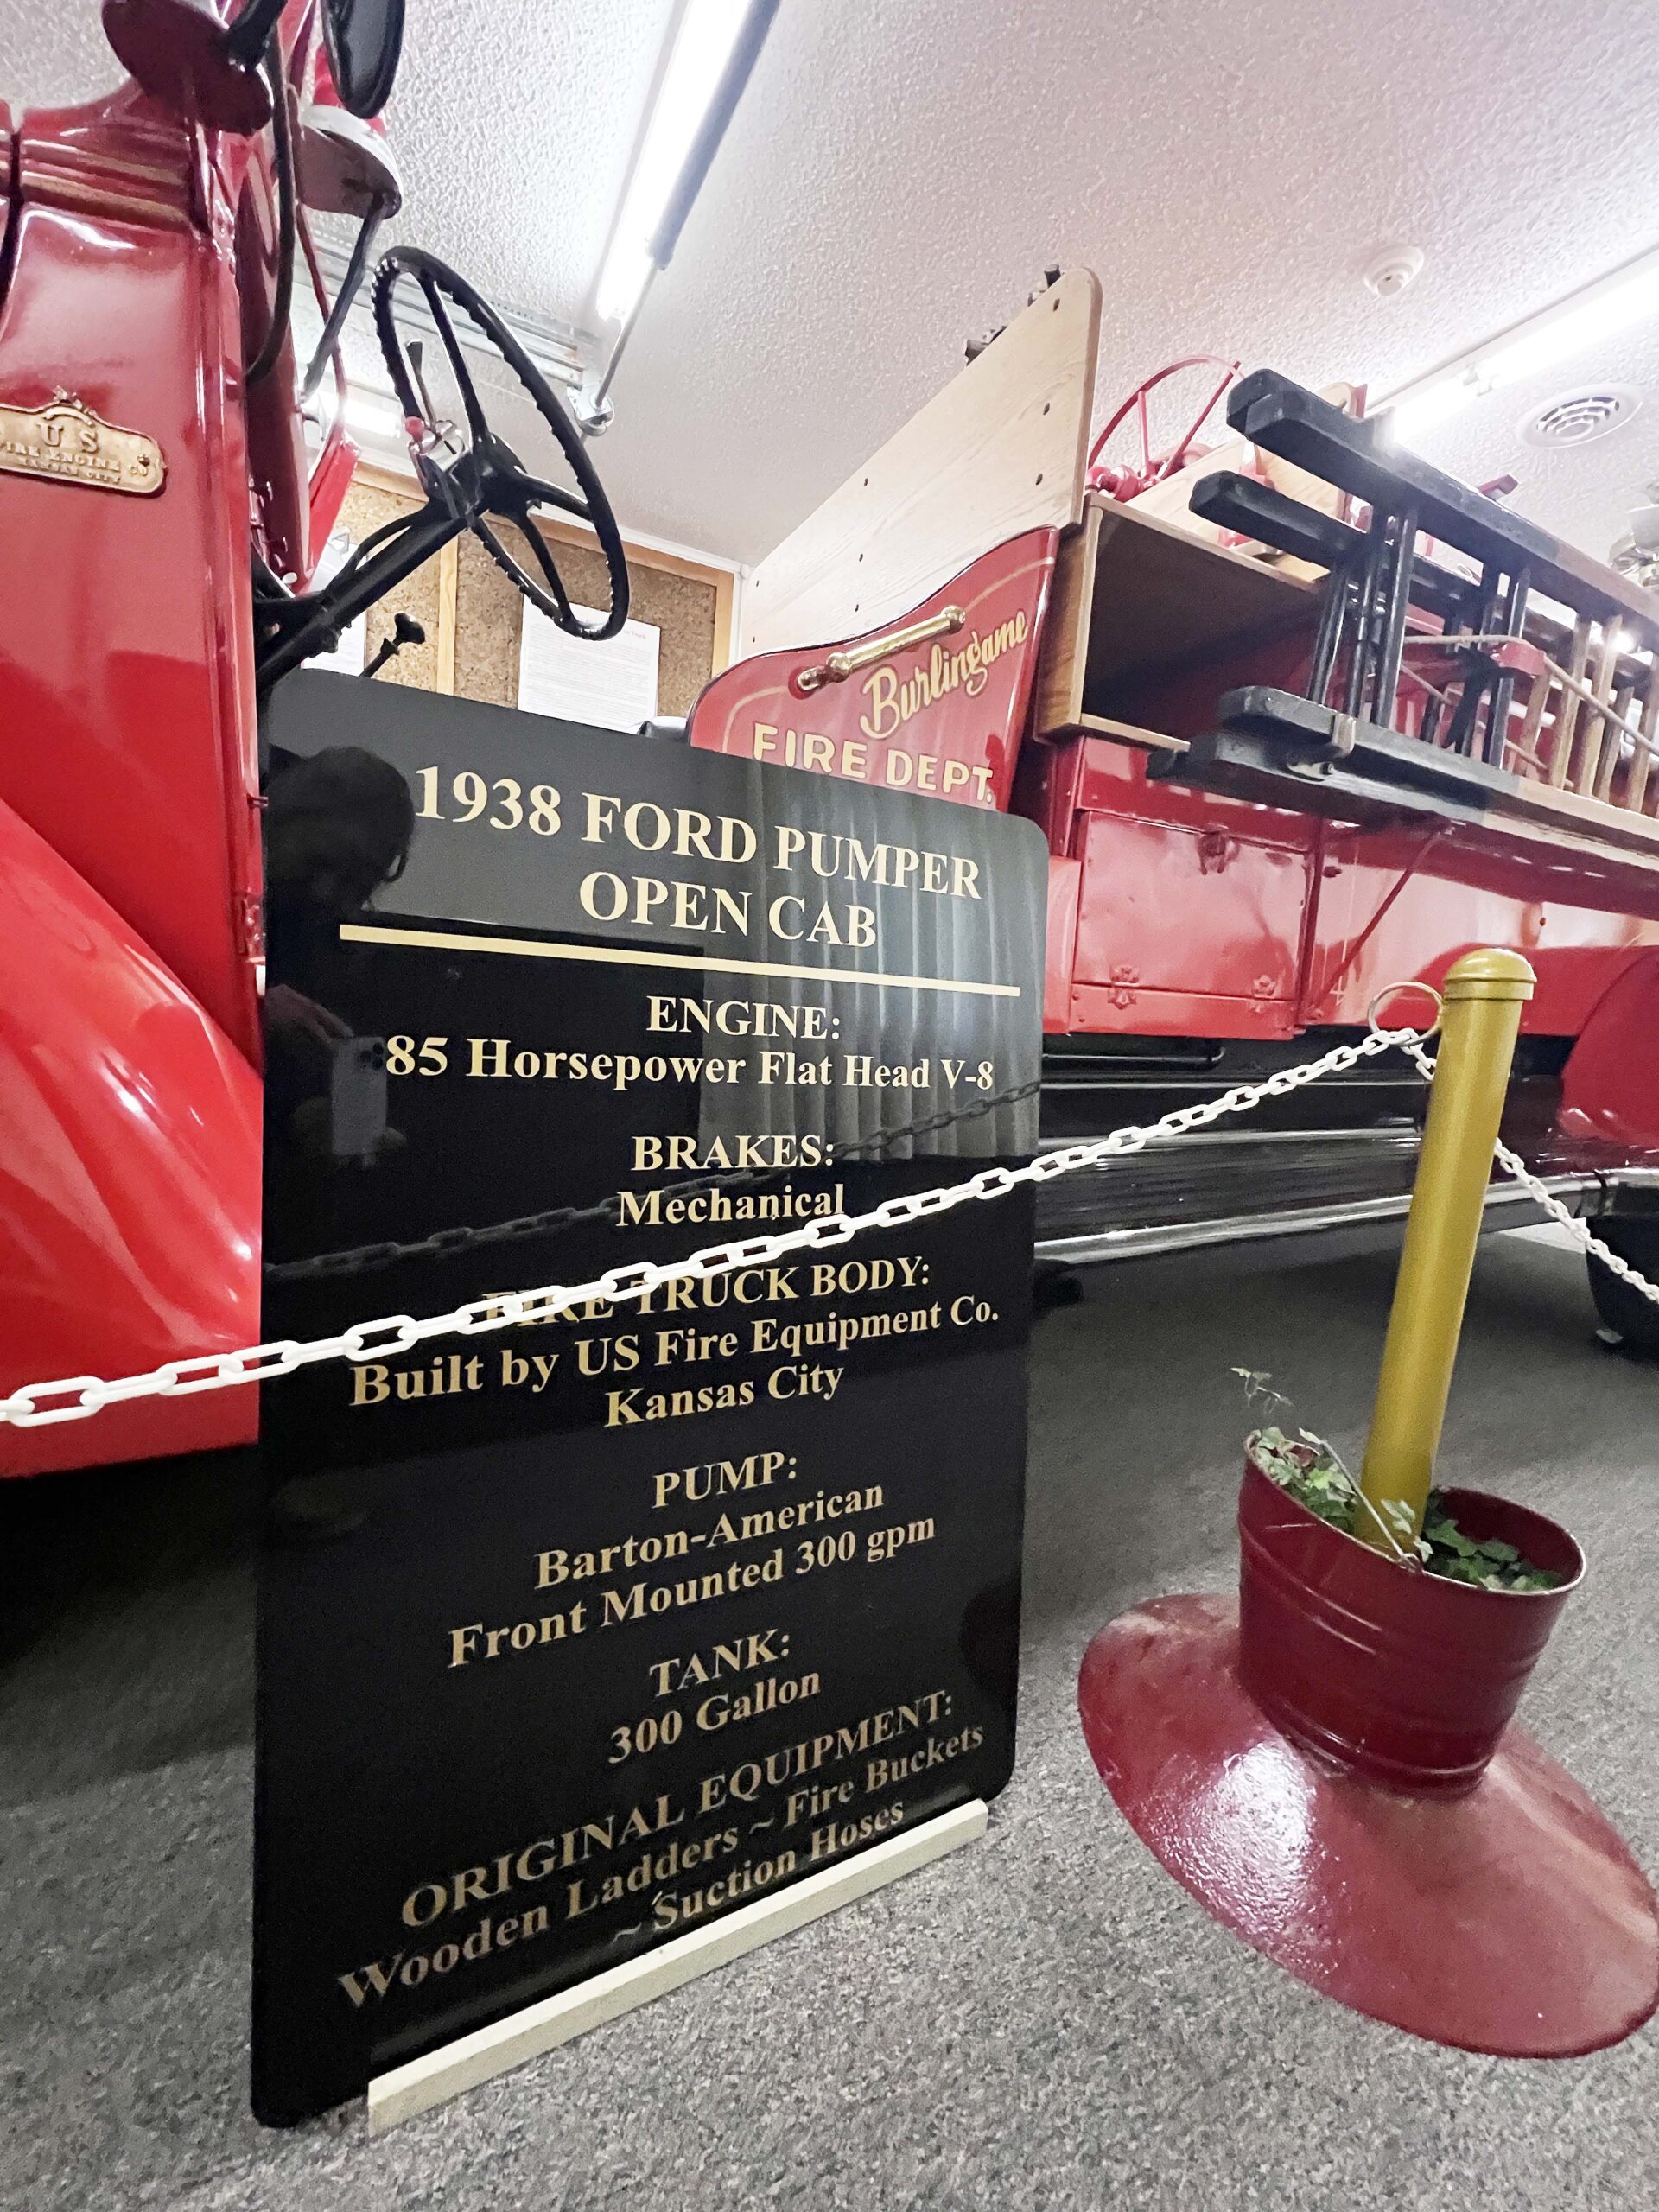 U S
FIRE ENGINE CO
KANSAS CITY
Burlingame
FIRE DEPT.
1938 FORD PUMPER
OPEN CAB
ENGINE:
85 Horsepower Flat Head V-8
BRAKES:
Mechanical
FIRE TRUCK BODY:
Built by US Fire Equipment Co.
Kansas City
PUMP:
Barton-American
Front Mounted 300 gpm
TANK:
300 Gallon
ORIGINAL EQUIPMENT:
Wooden Ladders ~ Fire Buckets
~ Suction Hoses